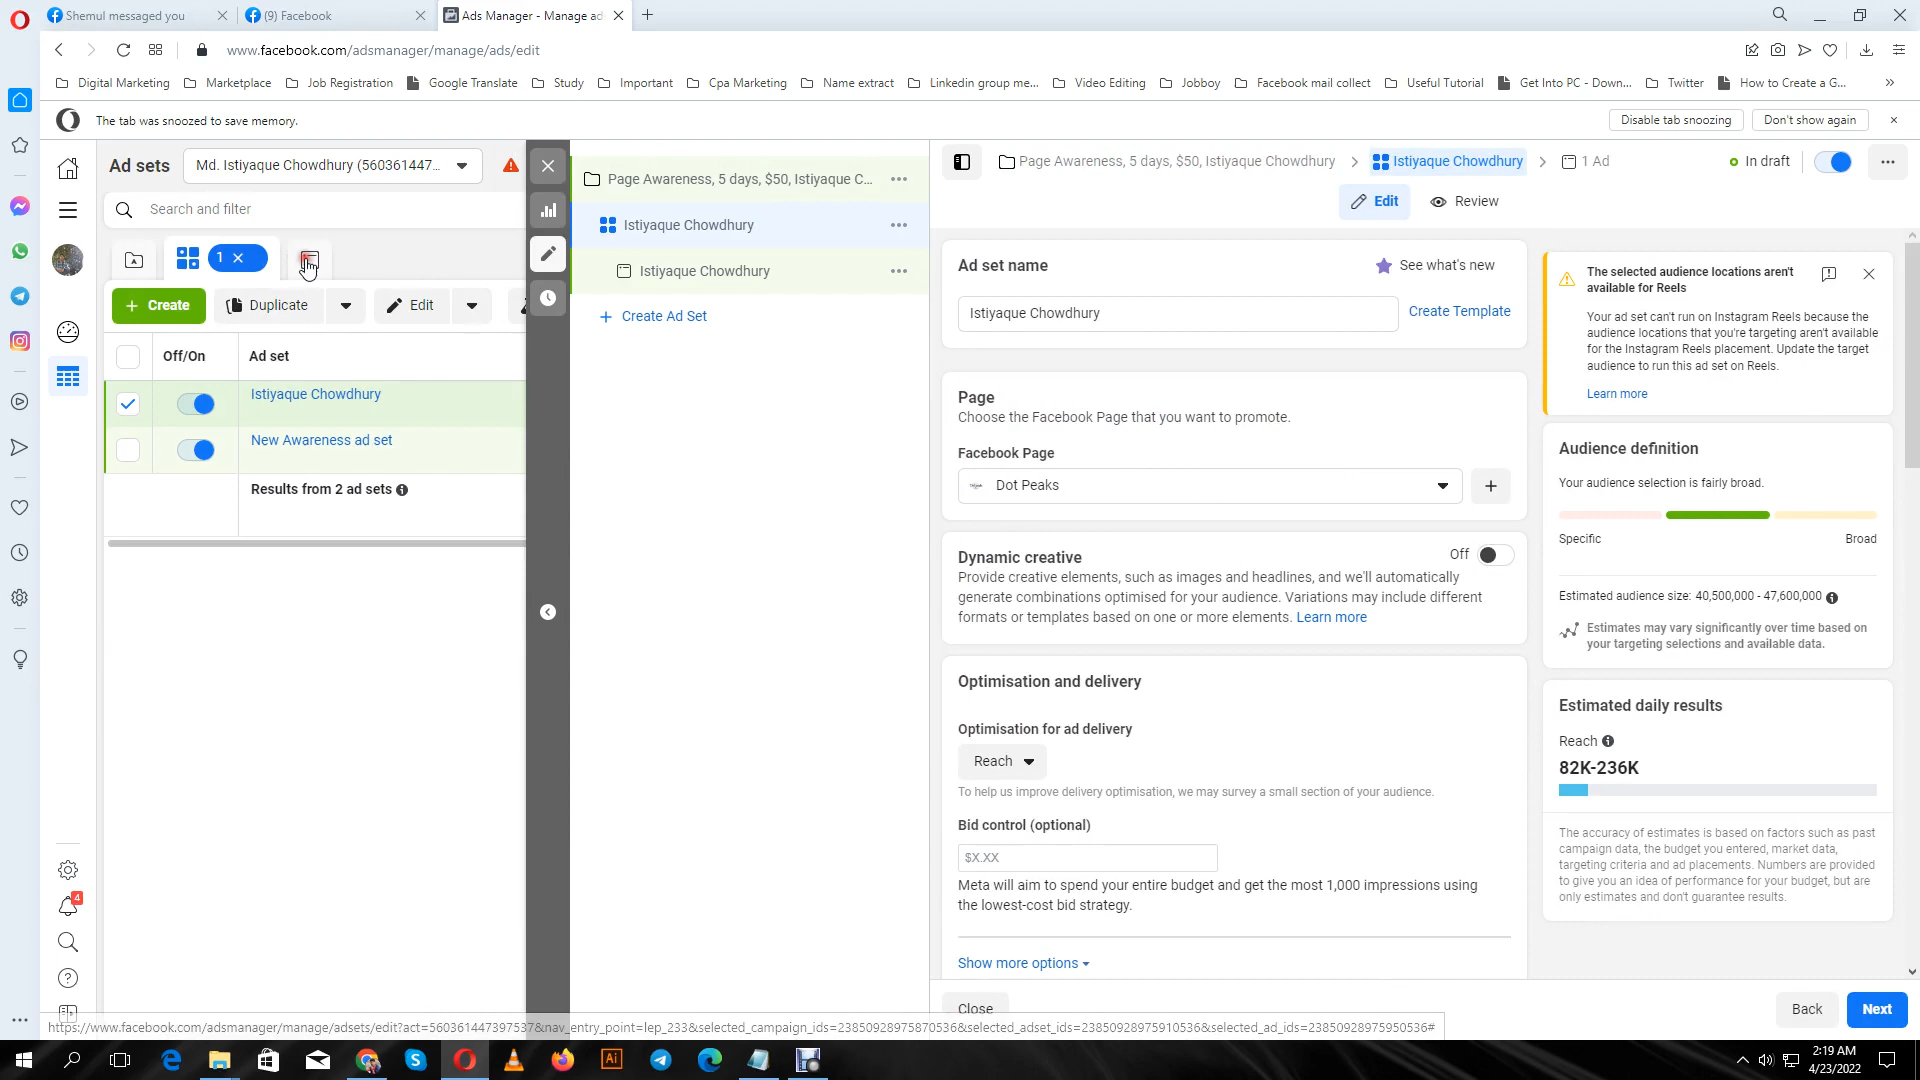 Shemul messaged you
(9) Facebook
Ads Manager - Manage ad
www.facebook.com/adsmanager/manage/ads/edit
Digital Marketing
Marketplace
Job Registration
Google Translate
Study
Important
Cpa Marketing
Name extract
Linkedin group me...
Video Editing
Jobboy
Facebook mail collect
Useful Tutorial
Get Into PC - Down...
Twitter
How to Create a G...
The tab was snoozed to save memory.
Disable tab snoozing
Don't show again
Ad sets
Md. Istiyaque Chowdhury (560361447...
Search and filter
1
Create
Duplicate
Edit
Off/On
Ad set
Istiyaque Chowdhury
New Awareness ad set
Results from 2 ad sets
4
Page Awareness, 5 days, $50, Istiyaque C...
Istiyaque Chowdhury
Istiyaque Chowdhury
Create Ad Set
Page Awareness, 5 days, $50, Istiyaque Chowdhury
Istiyaque Chowdhury
1 Ad
In draft
Edit
Review
Ad set name
See what's new
Istiyaque Chowdhury
Create Template
Page
Choose the Facebook Page that you want to promote.
Facebook Page
Dot Peaks
Dynamic creative
Off
Provide creative elements, such as images and headlines, and we'll automatically
generate combinations optimised for your audience. Variations may include different
formats or templates based on one or more elements. Learn more
Optimisation and delivery
Optimisation for ad delivery
Reach
To help us improve delivery optimisation, we may survey a small section of your audience.
Bid control (optional)
$X.XX
Meta will aim to spend your entire budget and get the most 1,000 impressions using
the lowest-cost bid strategy.
Show more options
Close
Back
Next
The selected audience locations aren't
available for Reels
Your ad set can't run on Instagram Reels because the
audience locations that you're targeting aren't available
for the Instagram Reels placement. Update the target
audience to run this ad set on Reels.
Learn more
Audience definition
Your audience selection is fairly broad.
Specific
Broad
Estimated audience size: 40,500,000 - 47,600,000
Estimates may vary significantly over time based on
your targeting selections and available data.
Estimated daily results
Reach
82K-236K
The accuracy of estimates is based on factors such as past
campaign data, the budget you entered, market data,
targeting criteria and ad placements. Numbers are provided
to give you an idea of performance for your budget, but are
only estimates and don't guarantee results.
https://www.facebook.com/adsmanager/manage/adsets/edit?act=560361447397537&nav_entry_point=lep_233&selected_campaign_ids=23850928975870536&selected_adset_ids=23850928975910536&selected_ad_ids=23850928975950536#
2:19 AM
4/23/2022